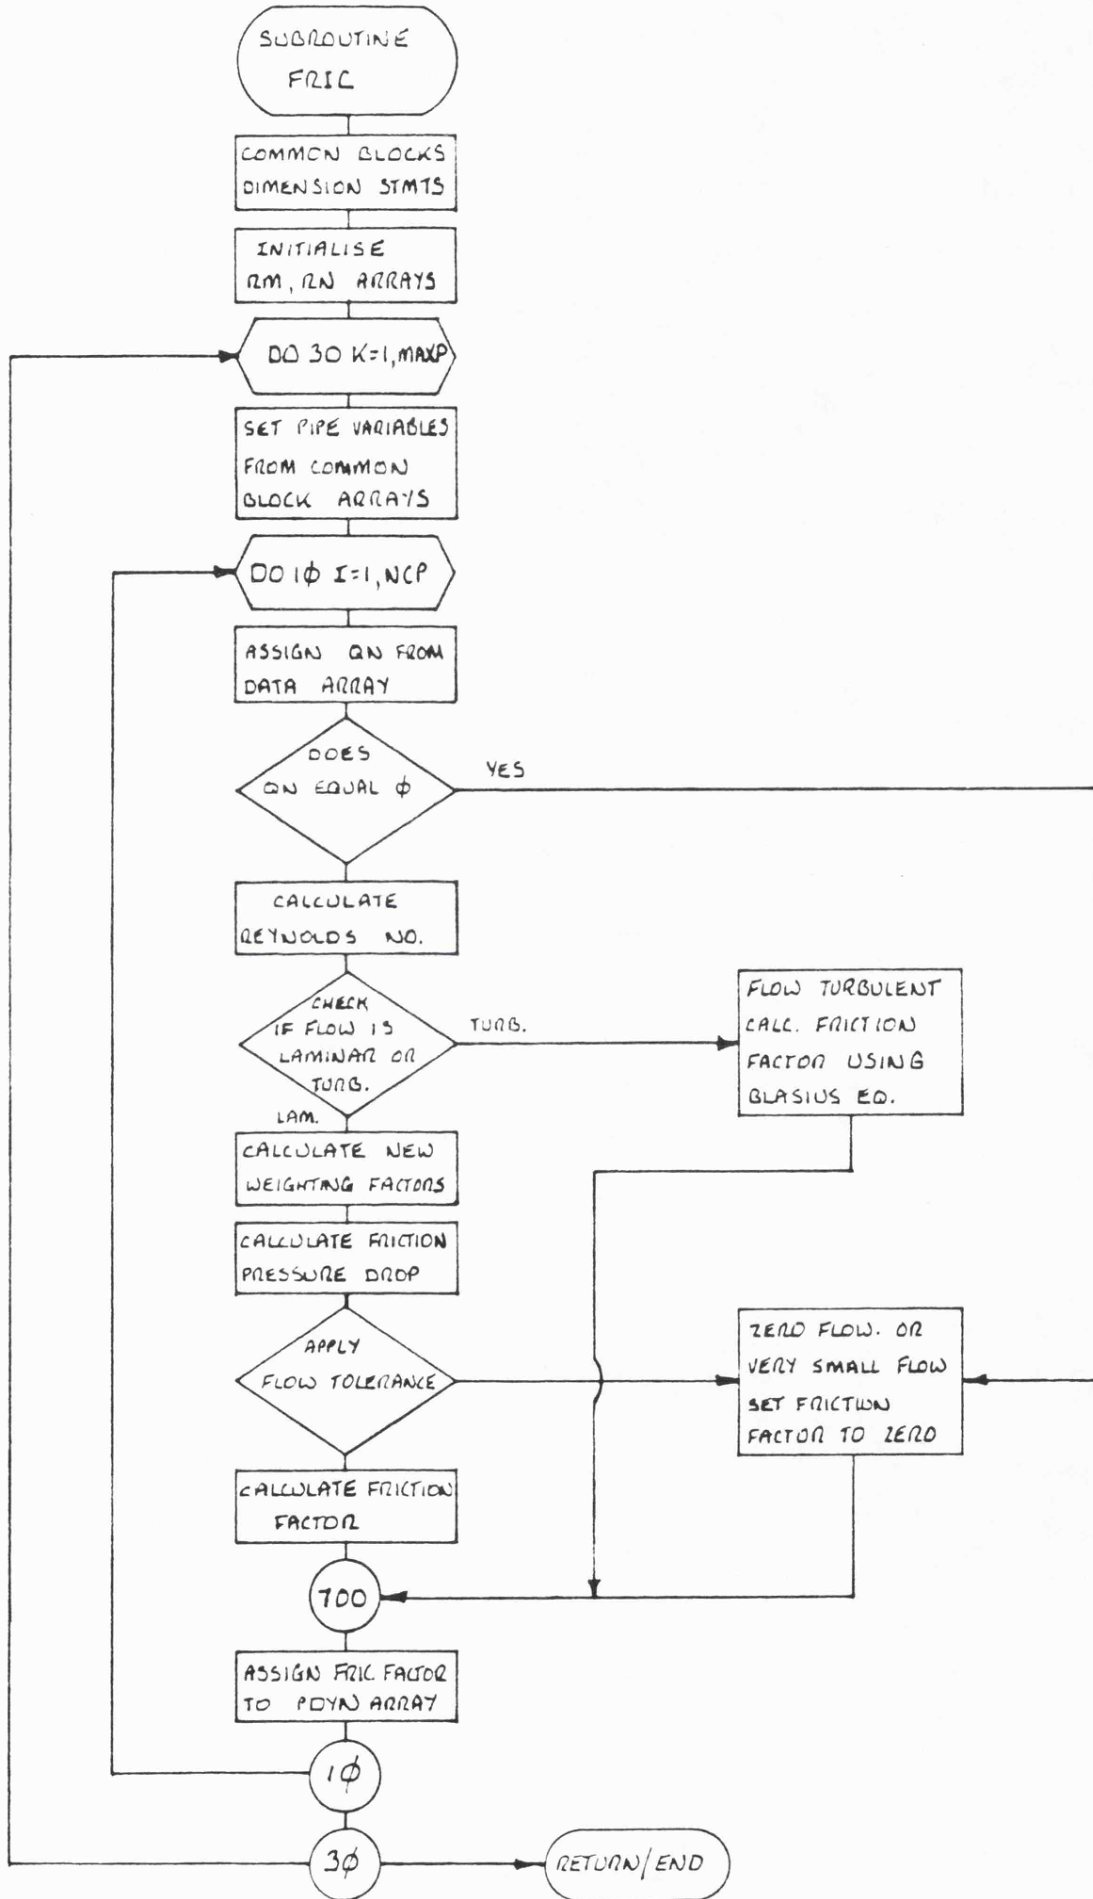 SUBROUTINE
FRIC
COMMON BLOCKS
DIMENSION STMTS
INITIALISE
RM, RN ARRAYS
DO 30 K=1,MAXP
SET PIPE VARIABLES
FROM COMMON
BLOCK ARRAYS
DO 1φ I=1,NCP
ASSIGN QN FROM
DATA ARRAY
DOES
QN EQUAL φ
YES
CALCULATE
REYNOLDS NO.
CHECK
IF FLOW IS
LAMINAR OR
TURB.
TURB.
FLOW TURBULENT
CALC. FRICTION
FACTOR USING
BLASIUS EQ.
LAM.
CALCULATE NEW
WEIGHTING FACTORS
CALCULATE FRICTION
PRESSURE DROP
APPLY
FLOW TOLERANCE
ZERO FLOW. OR
VERY SMALL FLOW
SET FRICTION
FACTOR TO ZERO
CALCULATE FRICTION
FACTOR
700
ASSIGN FRIC FACTOR
TO PDYN ARRAY
1φ
3φ
RETURN/END